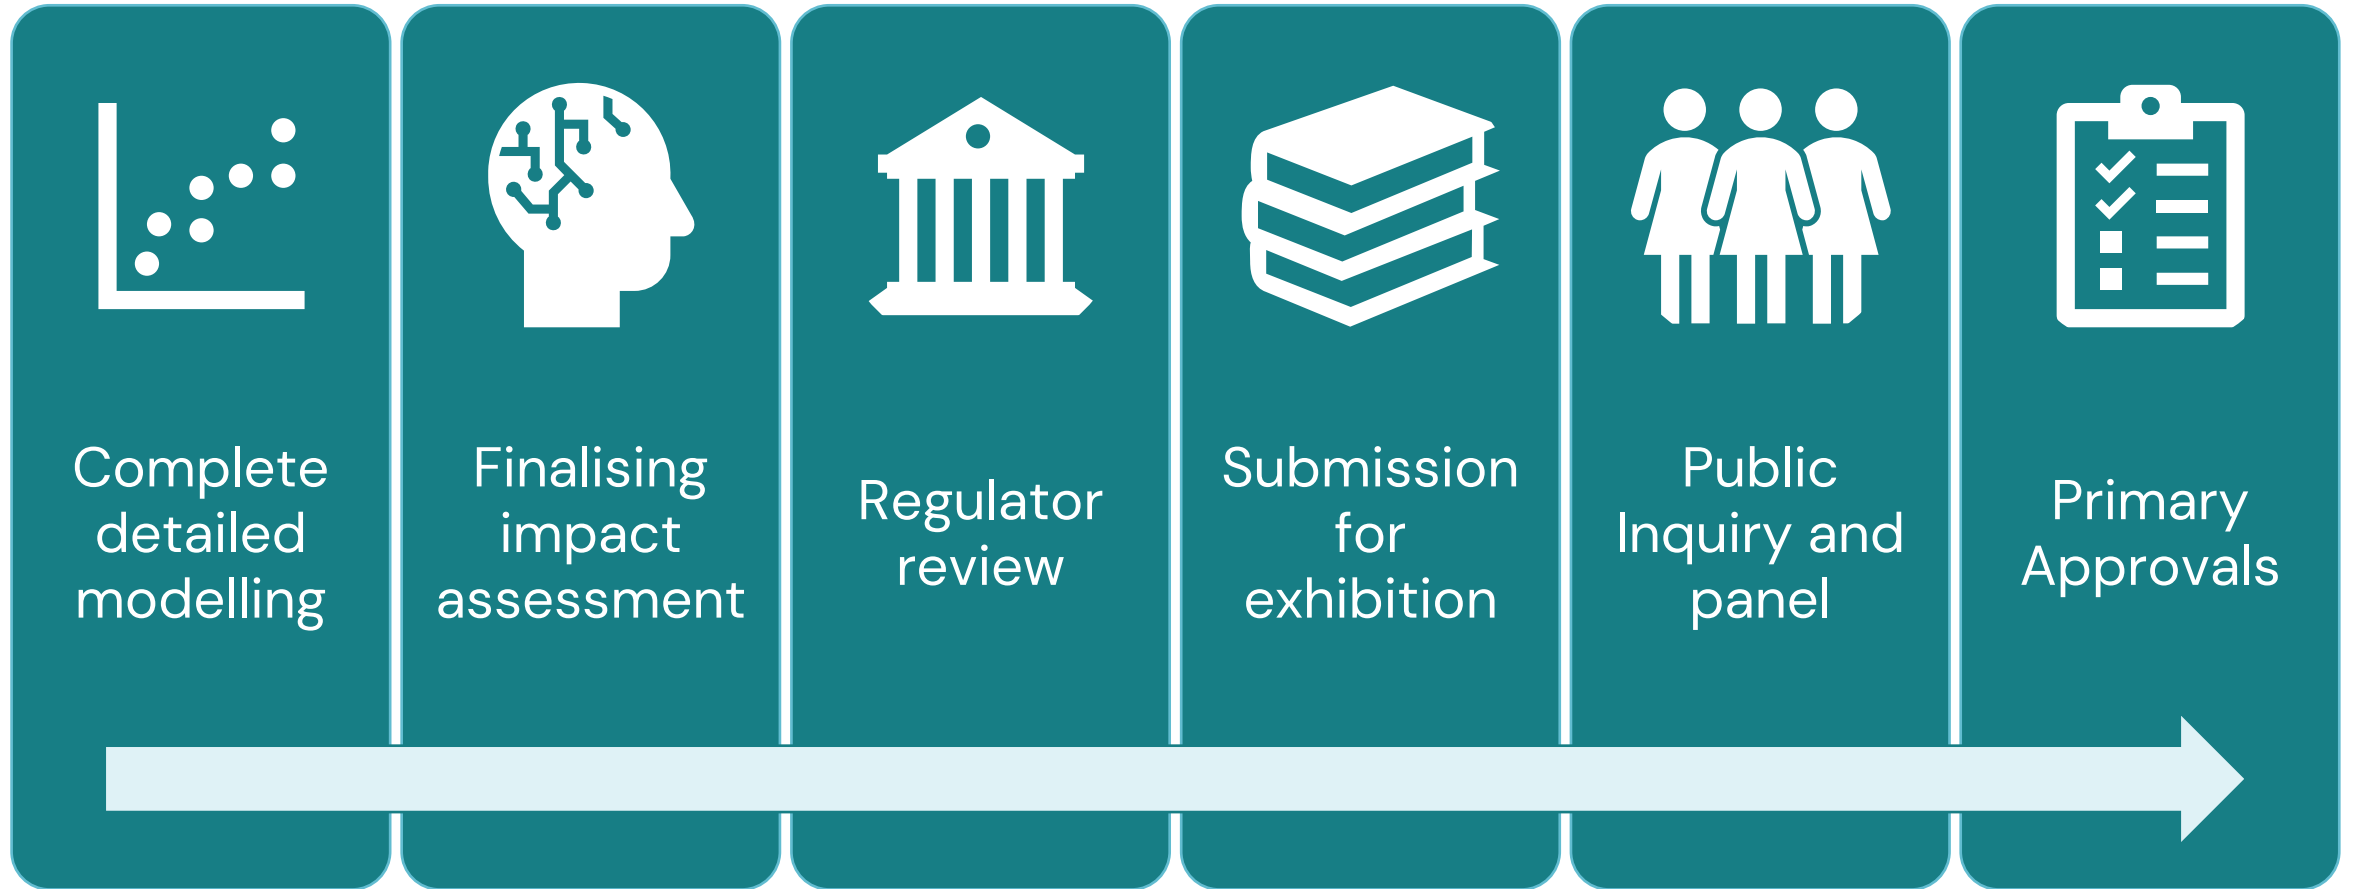 Complete
detailed
modelling
Finalising
impact
assessment
Regulator
review
Submission
for
exhibition
Public
Inquiry and
panel
Primary
Approvals